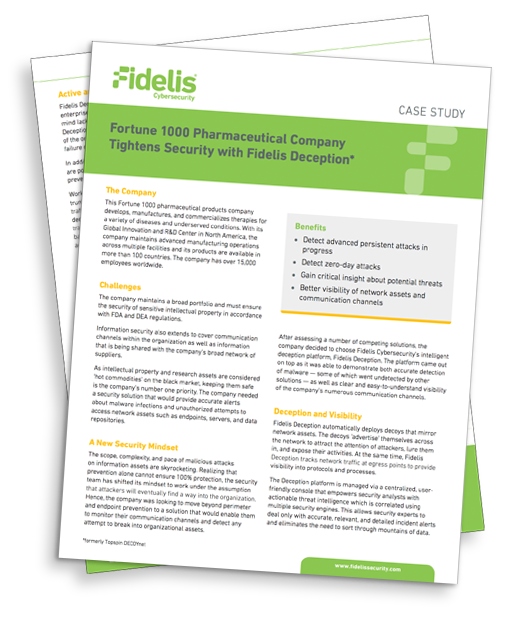 Fidelis
Cybersecurity
CASE STUDY
Fortune 1000 Pharmaceutical Company
Tightens Security with Fidelis Deception*
The Company
This Fortune 1000 pharmaceutical products company
develops, manufactures, and commercializes therapies for
a variety of diseases and underserved conditions. With its
Global Innovation and R&D Center in North America, the
company maintains advanced manufacturing operations
across multiple facilities and its products are available in
more than 100 countries. The company has over 15,000
employees worldwide.
Challenges
The company maintains a broad portfolio and must ensure
the security of sensitive intellectual property in accordance
with FDA and DEA regulations.
Information security also extends to cover communication
channels within the organization as well as information
that is being shared with the company's broad network of
suppliers.
As intellectual property and research assets are considered
'hot commodities' on the black market, keeping them safe
is the company's number one priority. The company needed
a security solution that would provide accurate alerts
about malware infections and unauthorized attempts to
access network assets such as endpoints, servers, and data
repositories.
A New Security Mindset
The scope, complexity, and pace of malicious attacks
on information assets are skyrocketing. Realizing that
prevention alone cannot ensure 100% protection, the security
team has shifted its mindset to work under the assumption
that attackers will eventually find a way into the organization.
Hence, the company was looking to move beyond perimeter
and endpoint prevention to a solution that would enable them
to monitor their communication channels and detect any
attempt to break into organizational assets.
*formerly Topspin DECOYnet
Benefits
• Detect advanced persistent attacks in
progress
• Detect zero-day attacks
• Gain critical insight about potential threats
• Better visibility of network assets and
communication channels
After assessing a number of competing solutions, the
company decided to choose Fidelis Cybersecurity's intelligent
deception platform, Fidelis Deception. The platform came out
on top as it was able to demonstrate both accurate detection
of malware — some of which went undetected by other
solutions — as well as clear and easy-to-understand visibility
of the company's numerous communication channels.
Deception and Visibility
Fidelis Deception automatically deploys decoys that mirror
network assets. The decoys 'advertise' themselves across
the network to attract the attention of attackers, lure them
in, and expose their activities. At the same time, Fidelis
Deception tracks network traffic at egress points to provide
visibility into protocols and processes.
The Deception platform is managed via a centralized, user-
friendly console that empowers security analysts with
actionable threat intelligence which is correlated using
multiple security engines. This allows security experts to
deal only with accurate, relevant, and detailed incident alerts
and eliminates the need to sort through mountains of data.
www.fidelissecurity.com
Active
Fidelis
enterprise
mind
Deception
of the
failure
In
are